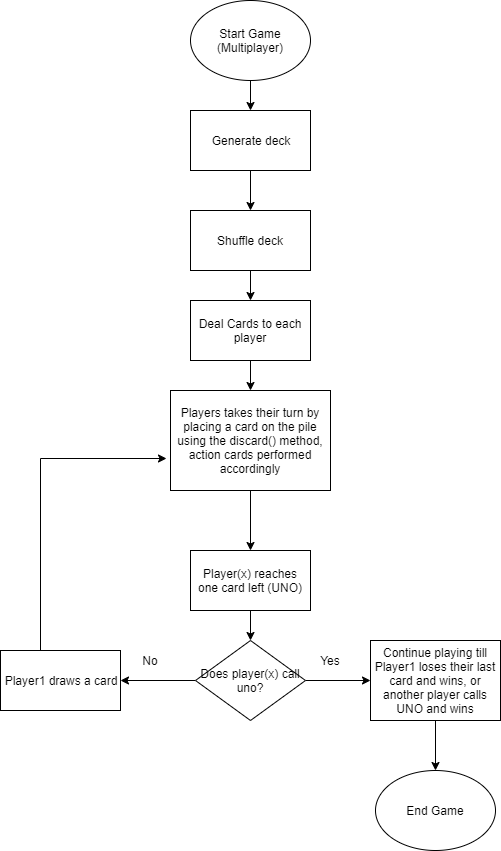 Start Game
(Multiplayer)
Generate deck
Shuffle deck
Deal Cards to each
player
Players takes their turn by
placing a card on the pile
using the discard() method,
action cards performed
accordingly
Player(x) reaches
one card left (UNO)
Does player(x) call
uno?
No
Yes
Player1 draws a card
Continue playing till
Player1 loses their last
card and wins, or
another player calls
UNO and wins
End Game